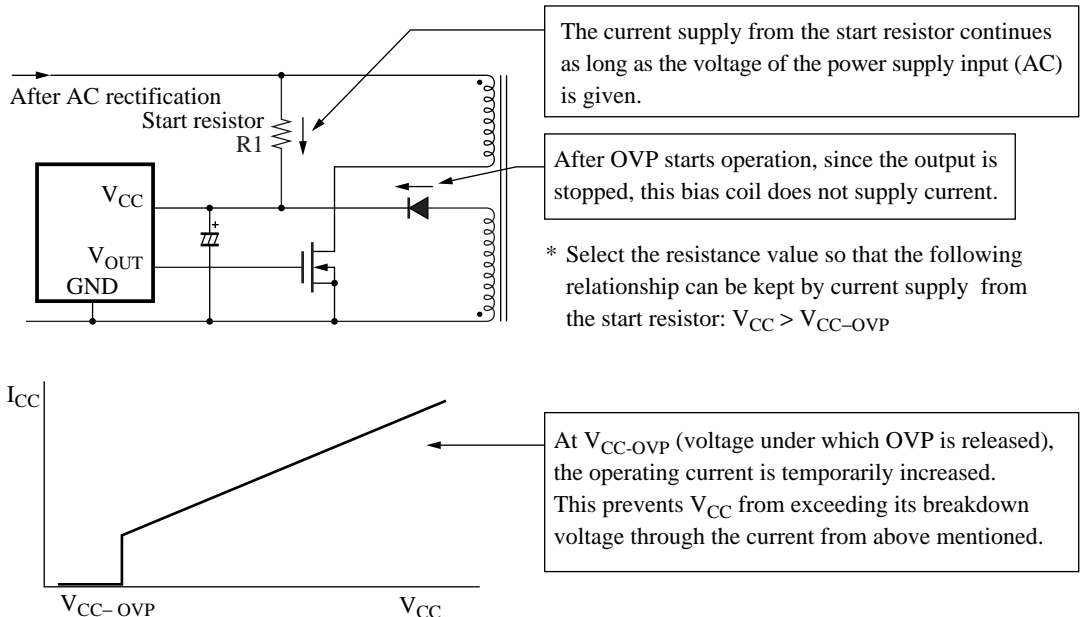 The current supply from the start resistor continues
as long as the voltage of the power supply input (AC)
is given.
After AC rectification
Start resistor
R1
After OVP starts operation, since the output is
stopped, this bias coil does not supply current.
VCC
+
VOUT
GND
* Select the resistance value so that the following
relationship can be kept by current supply from
the start resistor: VCC > VCC–OVP
ICC
At VCC-OVP (voltage under which OVP is released),
the operating current is temporarily increased.
This prevents VCC from exceeding its breakdown
voltage through the current from above mentioned.
VCC– OVP
VCC